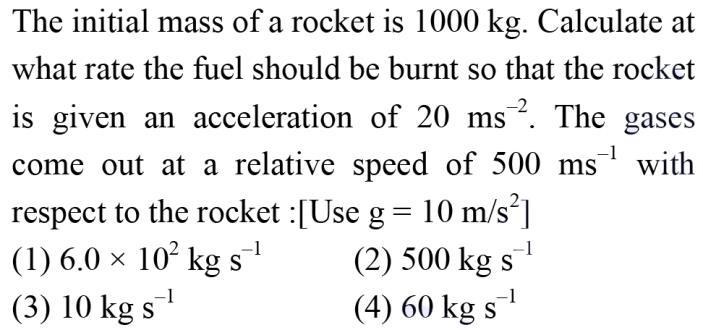 The initial mass of a rocket is 1000 kg. Calculate at
what rate the fuel should be burnt so that the rocket
is given an acceleration of 20 ms⁻². The gases
come out at a relative speed of 500 ms⁻¹ with
respect to the rocket :[Use g = 10 m/s²]
(1) 6.0 × 10² kg s⁻¹ (2) 500 kg s⁻¹
(3) 10 kg s⁻¹ (4) 60 kg s⁻¹